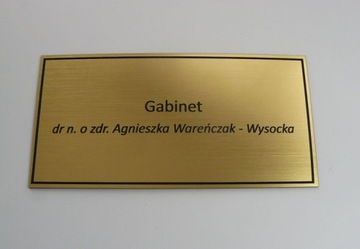 Gabinet
dr n. o zdr. Agnieszka Wareńczak - Wysocka